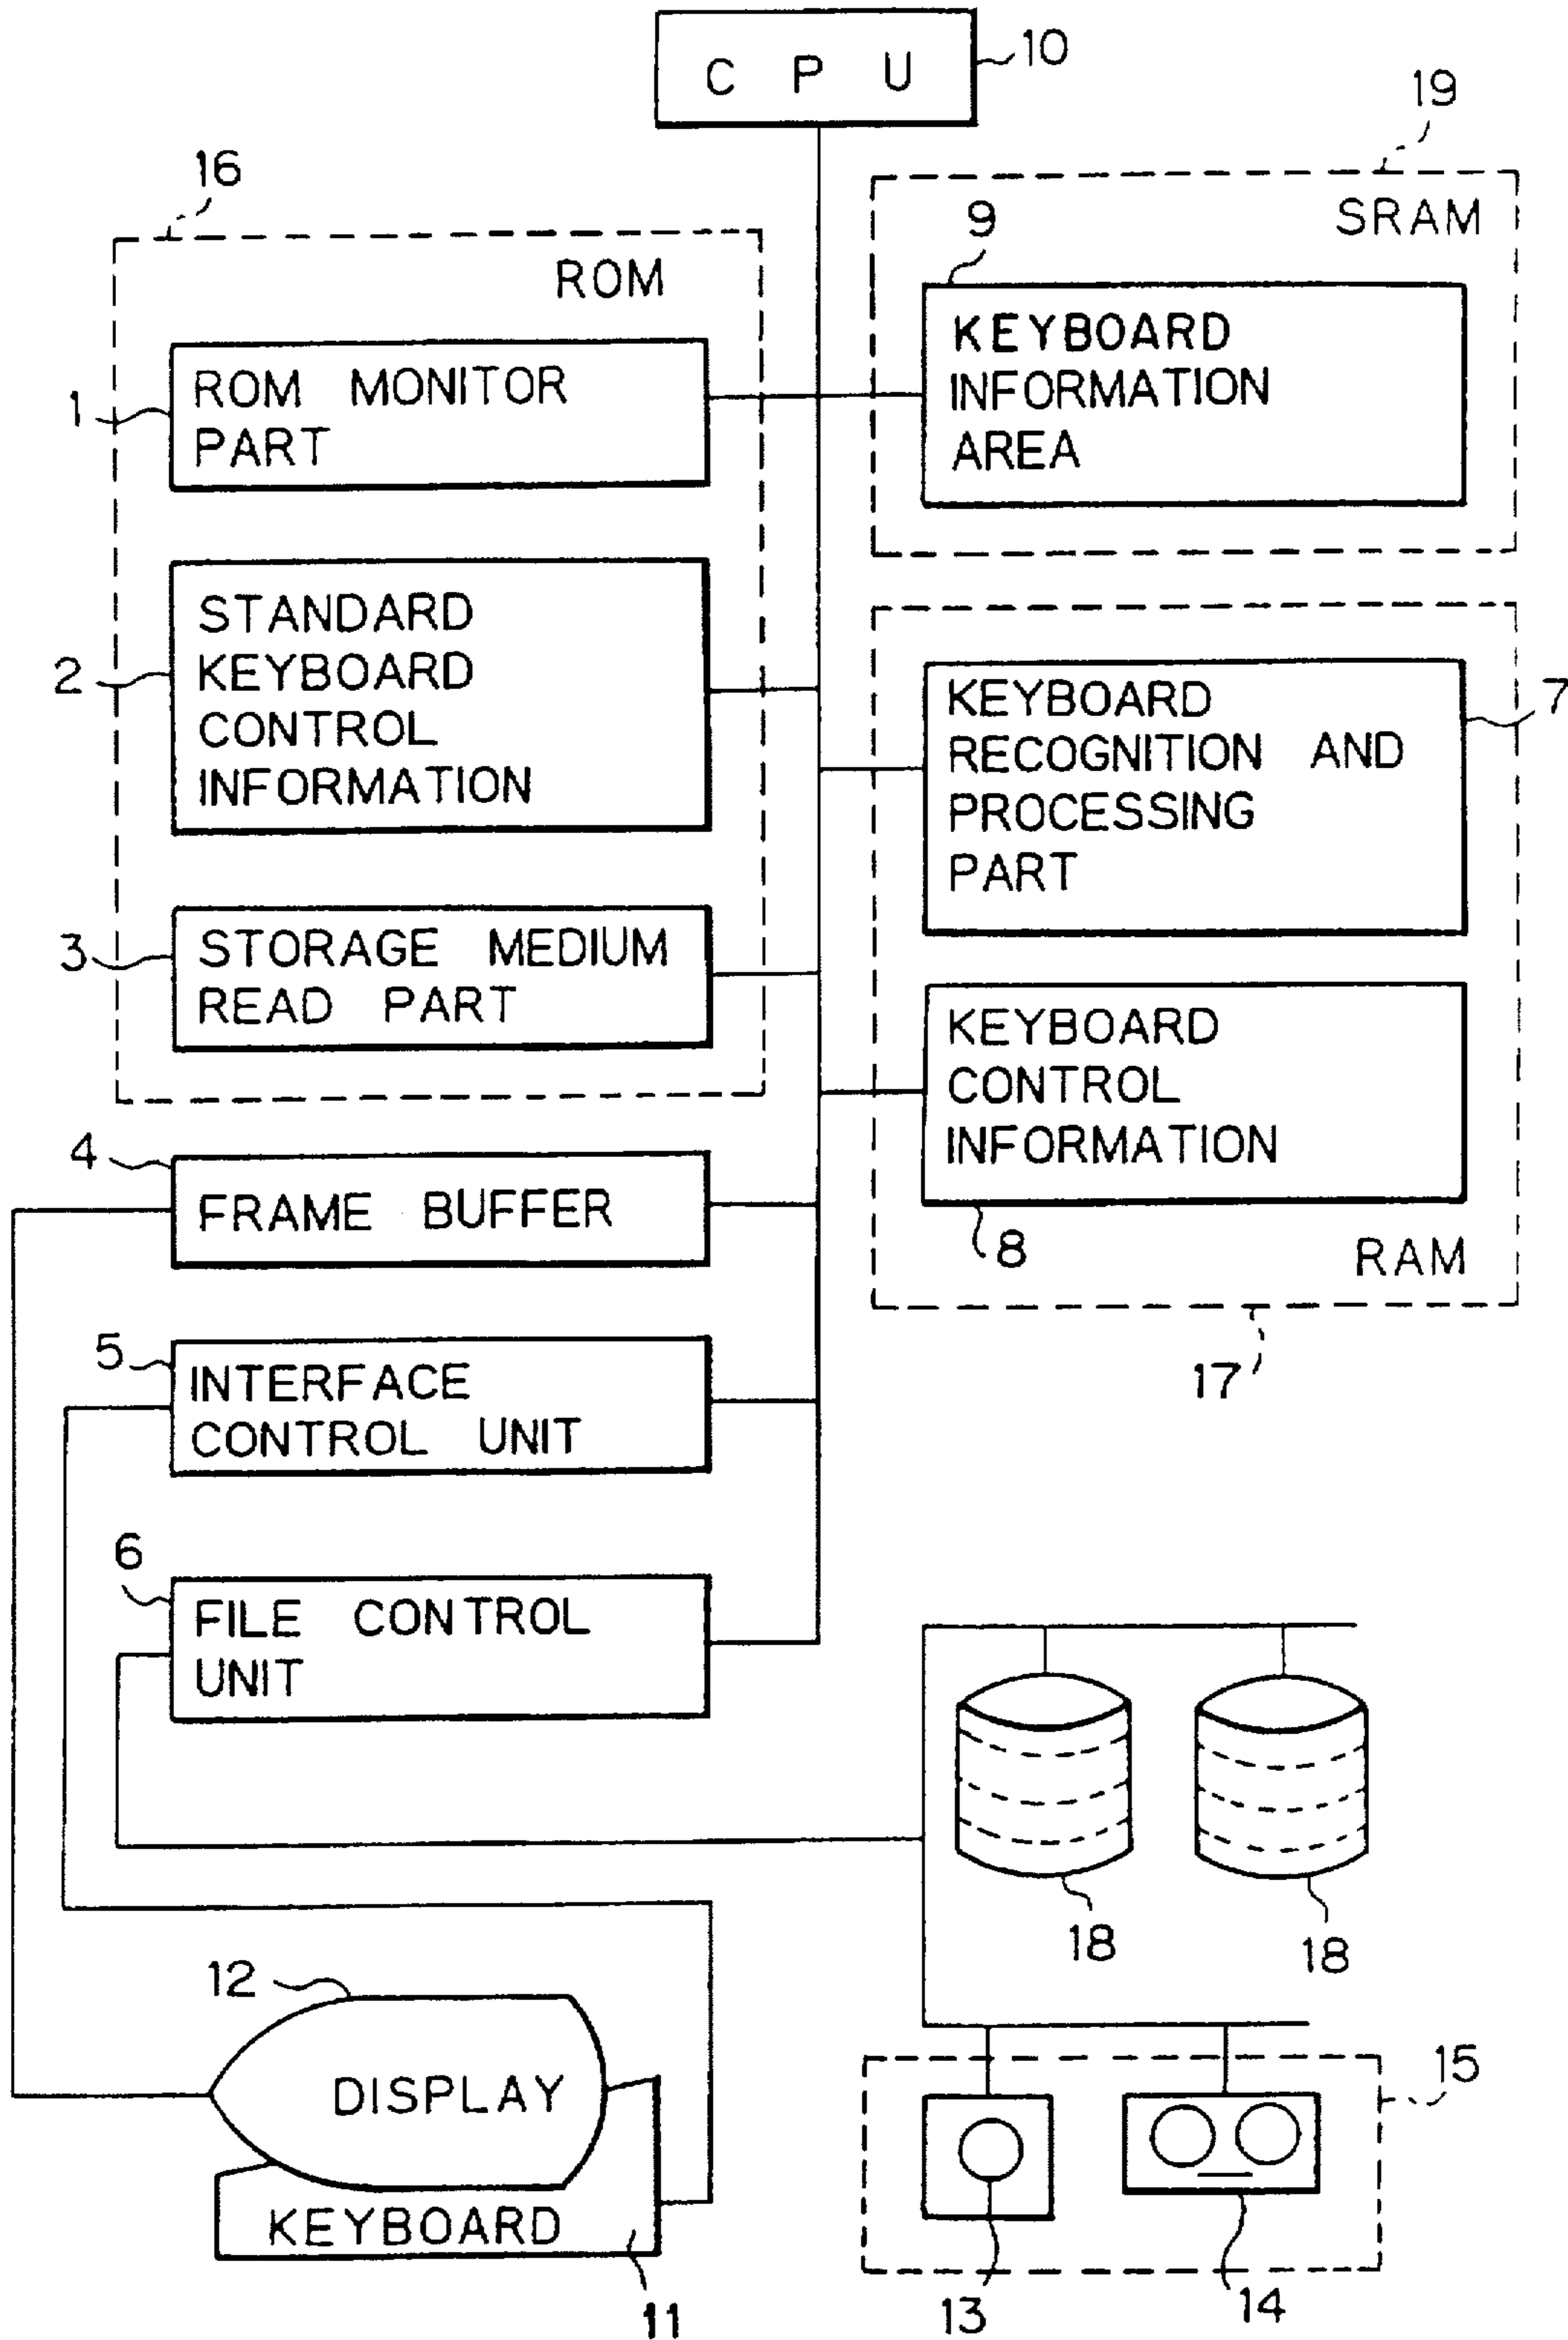 C P U
10
19
SRAM
9
KEYBOARD
INFORMATION
AREA
16
ROM
1
ROM MONITOR
PART
2
STANDARD
KEYBOARD
CONTROL
INFORMATION
3
STORAGE MEDIUM
READ PART
7
KEYBOARD
RECOGNITION AND
PROCESSING
PART
KEYBOARD
CONTROL
INFORMATION
8
RAM
17
4
FRAME BUFFER
5
INTERFACE
CONTROL UNIT
6
FILE CONTROL
UNIT
18
18
12
DISPLAY
KEYBOARD
11
15
13
14